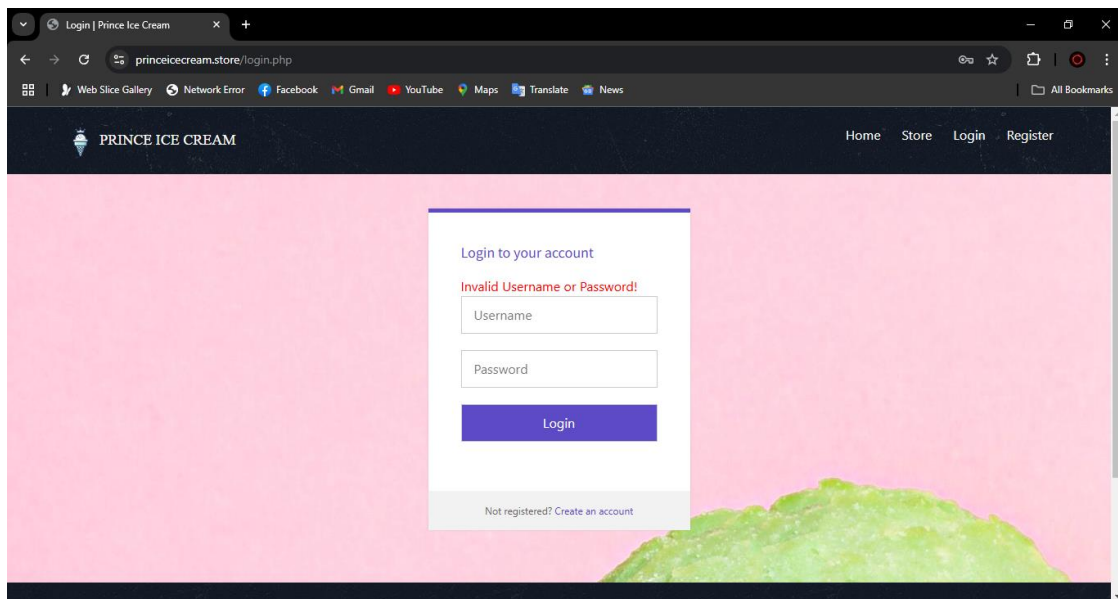 Login | Prince Ice Cream
princeicecream.store/login.php
Web Slice Gallery Network Error Facebook Gmail YouTube Maps Translate News All Bookmarks
PRINCE ICE CREAM Home Store Login Register
Login to your account
Invalid Username or Password!
Username
Password
Login
Not registered? Create an account